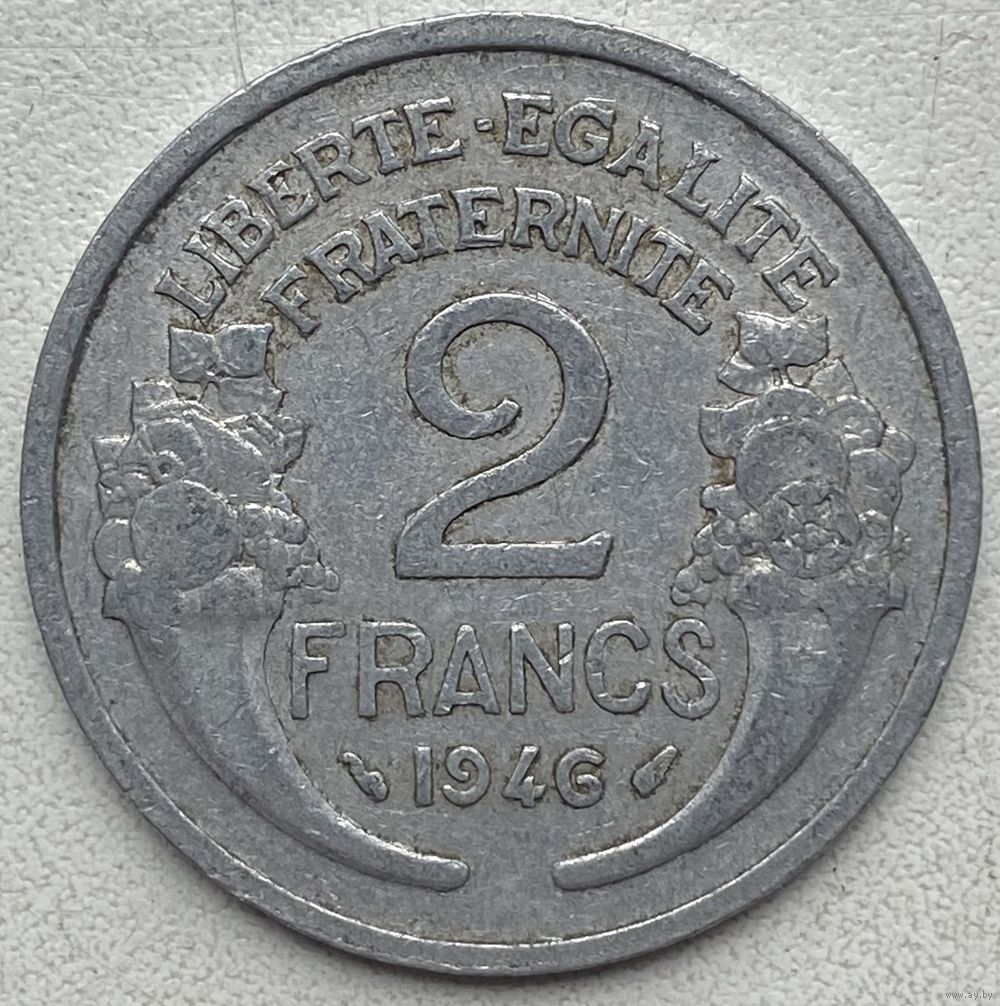 LIBERTE-EGALITE
FRATERNITE
2
FRANCS
1946
www.ay.by